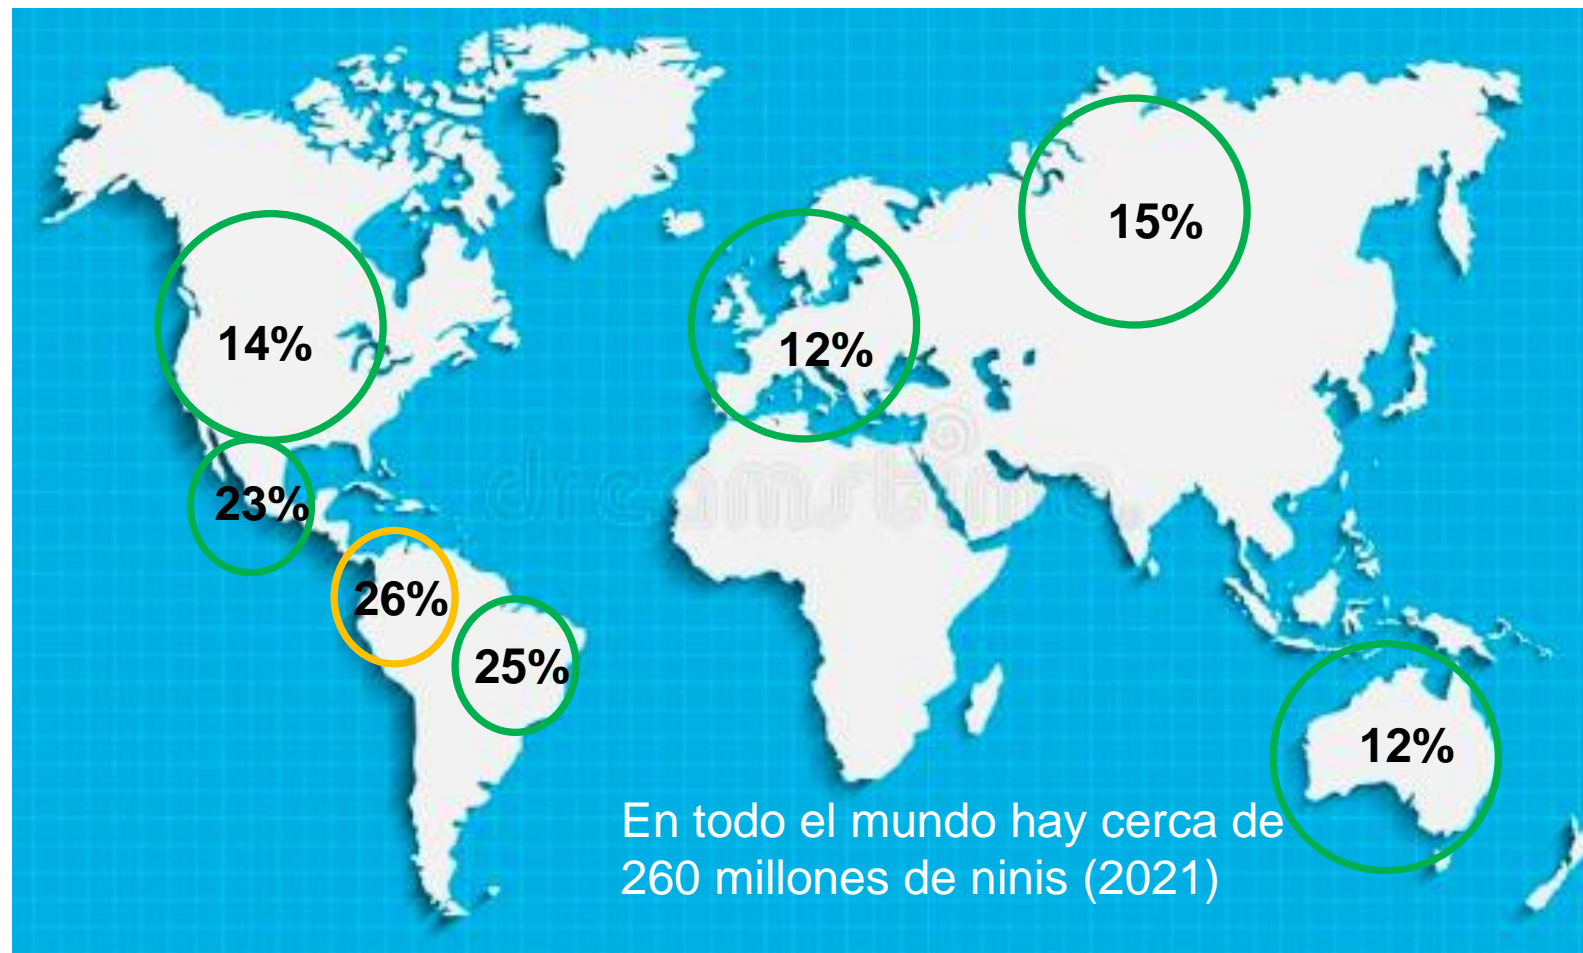 15%
14%
12%
23%
26%
25%
12%
dreamstime.
En todo el mundo hay cerca de
260 millones de ninis (2021)